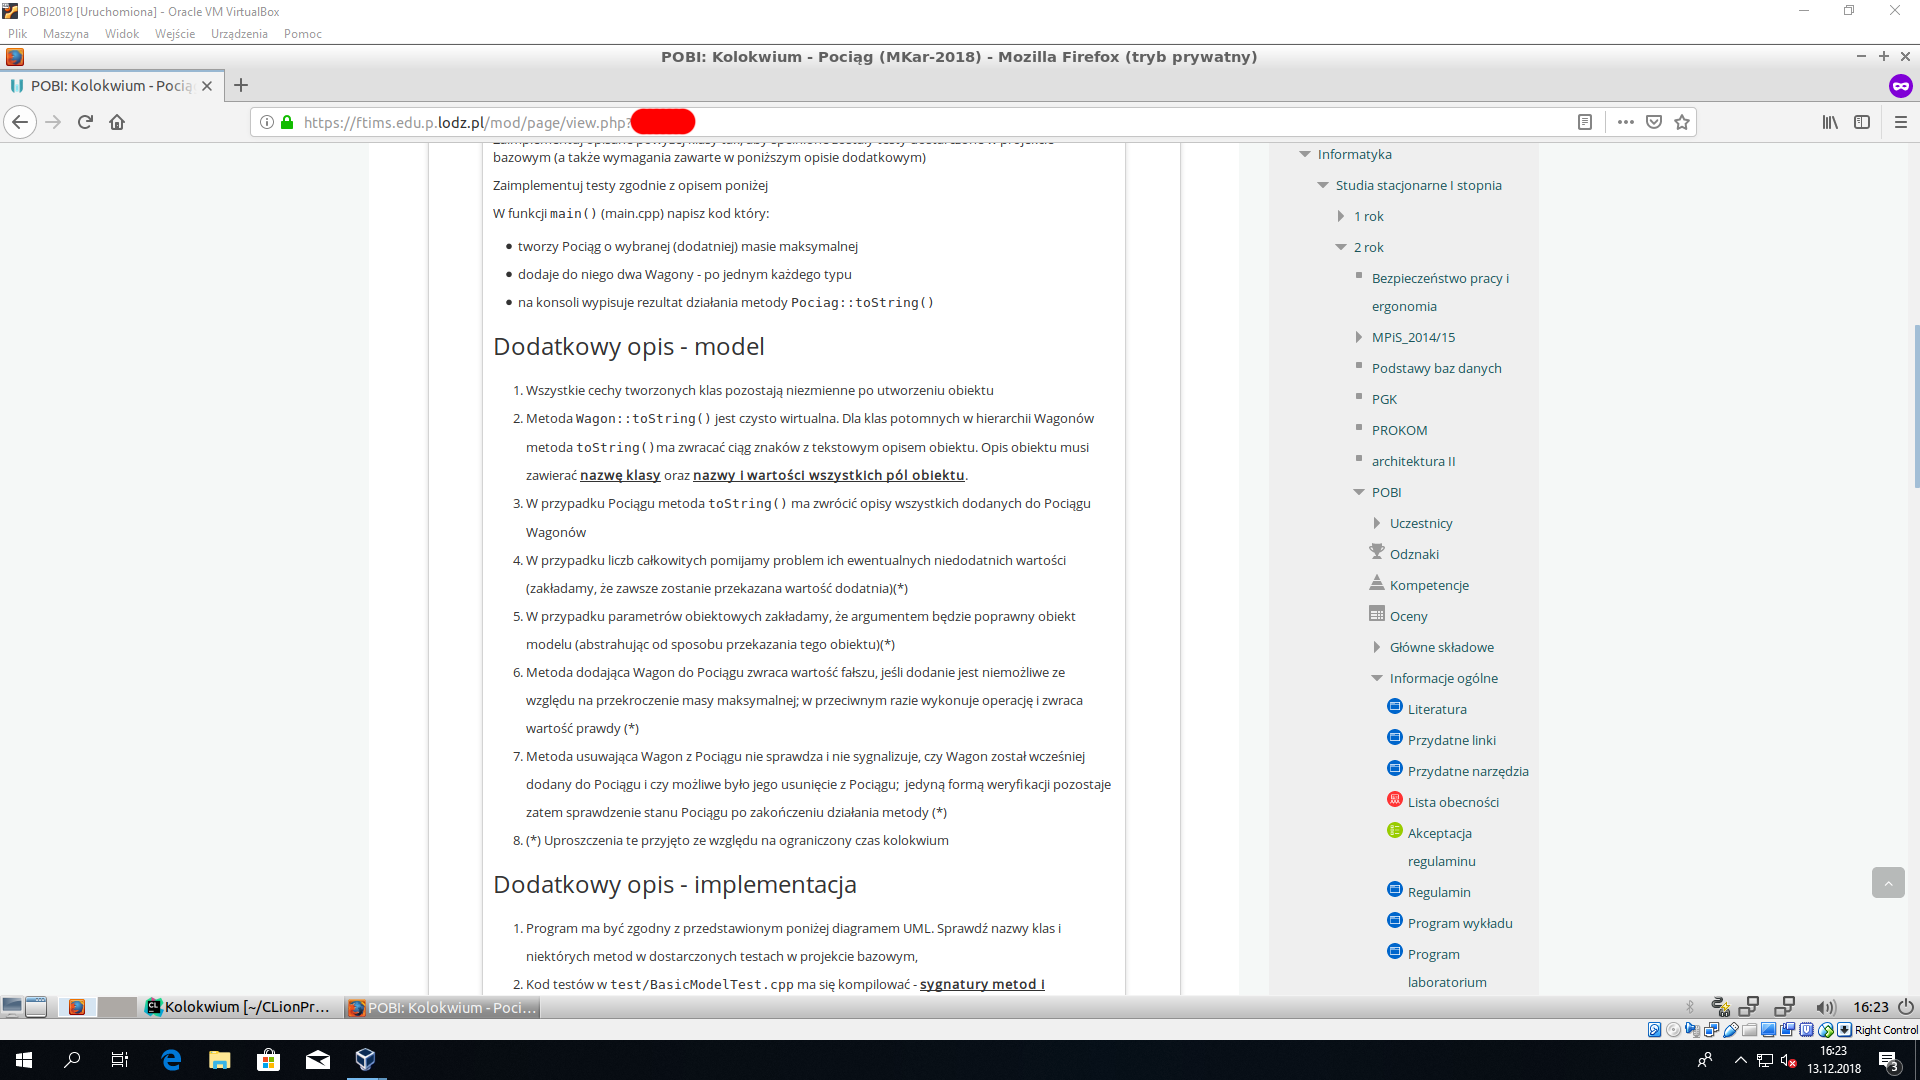 POBI2018 [Uruchomiona] - Oracle VM VirtualBox
Plik Maszyna Widok Wejście Urządzenia Pomoc
POBI: Kolokwium - Pociąg (MKar-2018) - Mozilla Firefox (tryb prywatny)
POBI: Kolokwium - Pocią
https://ftims.edu.p.lodz.pl/mod/page/view.php?
bazowym (a także wymagania zawarte w poniższym opisie dodatkowym)
Zaimplementuj testy zgodnie z opisem poniżej
W funkcji main() (main.cpp) napisz kod który:
tworzy Pociąg o wybranej (dodatniej) masie maksymalnej
dodaje do niego dwa Wagony - po jednym każdego typu
na konsoli wypisuje rezultat działania metody Pociag::toString()
Dodatkowy opis - model
1. Wszystkie cechy tworzonych klas pozostają niezmienne po utworzeniu obiektu
2. Metoda Wagon::toString() jest czysto wirtualna. Dla klas potomnych w hierarchii Wagonów
metoda toString()ma zwracać ciąg znaków z tekstowym opisem obiektu. Opis obiektu musi
zawierać nazwę klasy oraz nazwy i wartości wszystkich pól obiektu.
3. W przypadku Pociągu metoda toString() ma zwrócić opisy wszystkich dodanych do Pociągu
Wagonów
4. W przypadku liczb całkowitych pomijamy problem ich ewentualnych niedodatnich wartości
(zakładamy, że zawsze zostanie przekazana wartość dodatnia)(*)
5. W przypadku parametrów obiektowych zakładamy, że argumentem będzie poprawny obiekt
modelu (abstrahując od sposobu przekazania tego obiektu)(*)
6. Metoda dodająca Wagon do Pociągu zwraca wartość fałszu, jeśli dodanie jest niemożliwe ze
względu na przekroczenie masy maksymalnej; w przeciwnym razie wykonuje operację i zwraca
wartość prawdy (*)
7. Metoda usuwająca Wagon z Pociągu nie sprawdza i nie sygnalizuje, czy Wagon został wcześniej
dodany do Pociągu i czy możliwe było jego usunięcie z Pociągu; jedyną formą weryfikacji pozostaje
zatem sprawdzenie stanu Pociągu po zakończeniu działania metody (*)
8. (*) Uproszczenia te przyjęto ze względu na ograniczony czas kolokwium
Dodatkowy opis - implementacja
1. Program ma być zgodny z przedstawionym poniżej diagramem UML. Sprawdź nazwy klas i
niektórych metod w dostarczonych testach w projekcie bazowym,
2. Kod testów w test/BasicModelTest.cpp ma się kompilować - sygnatury metod i
Informatyka
Studia stacjonarne I stopnia
1 rok
2 rok
Bezpieczeństwo pracy i
ergonomia
MPiS_2014/15
Podstawy baz danych
PGK
PROKOM
architektura II
POBI
Uczestnicy
Odznaki
Kompetencje
Oceny
Główne składowe
Informacje ogólne
Literatura
Przydatne linki
Przydatne narzędzia
Lista obecności
Akceptacja
regulaminu
Regulamin
Program wykładu
Program
laboratorium
Kolokwium [~/CLionPr...
POBI: Kolokwium - Poci...
16:23
Right Control
16:23
13.12.2018
3